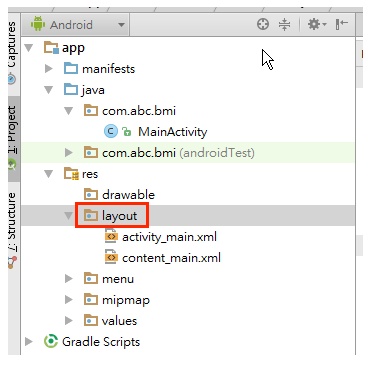 Android
Captures
1: Project
7: Structure
app
manifests
java
com.abc.bmi
MainActivity
com.abc.bmi (androidTest)
res
drawable
layout
activity_main.xml
content_main.xml
menu
mipmap
values
Gradle Scripts